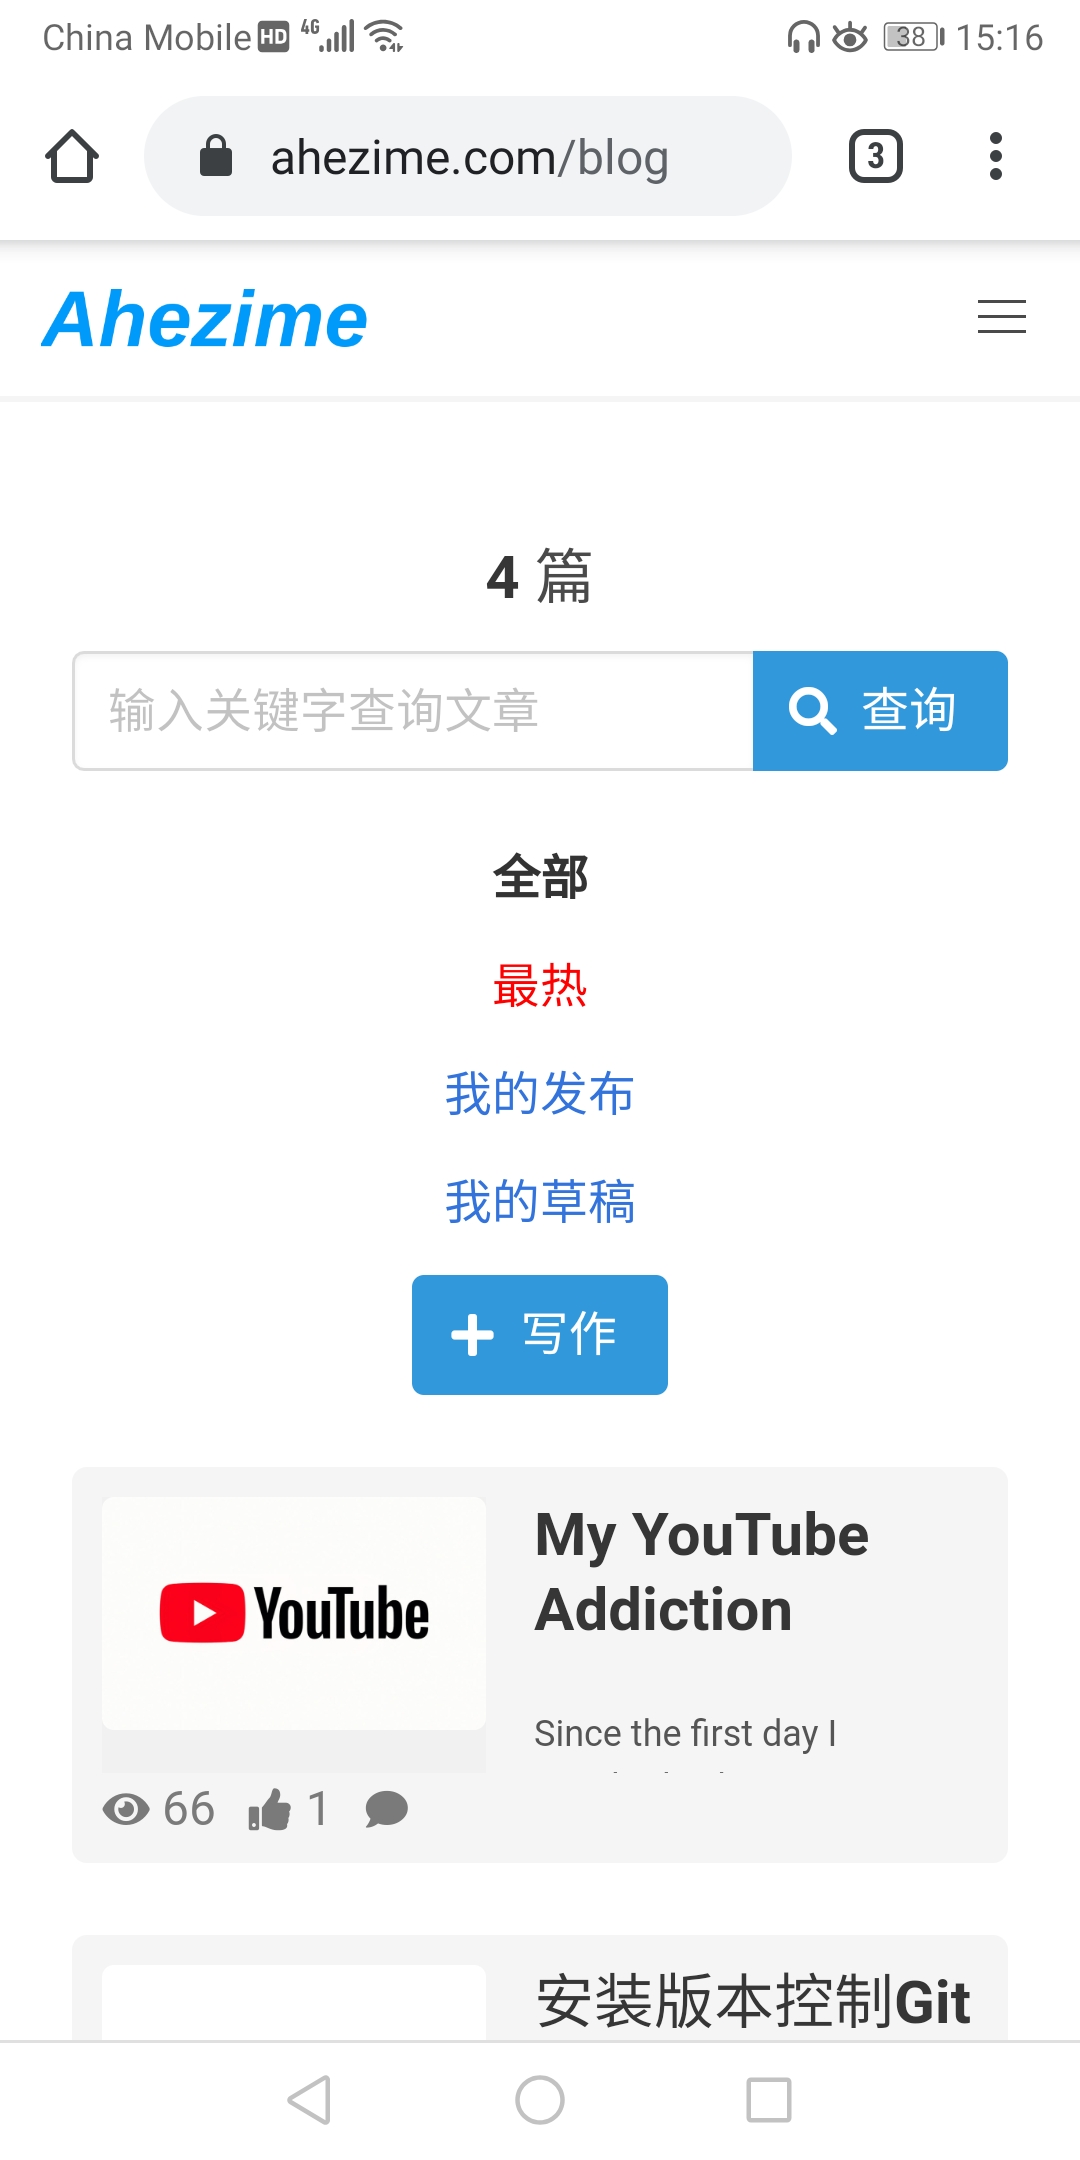 China Mobile HD 4G 38 15:16
ahezime.com/blog 3
Ahezime
4 篇
输入关键字查询文章 查询
全部
最热
我的发布
我的草稿
写作
YouTube
My YouTube
Addiction
Since the first day I
66 1
安装版本控制Git